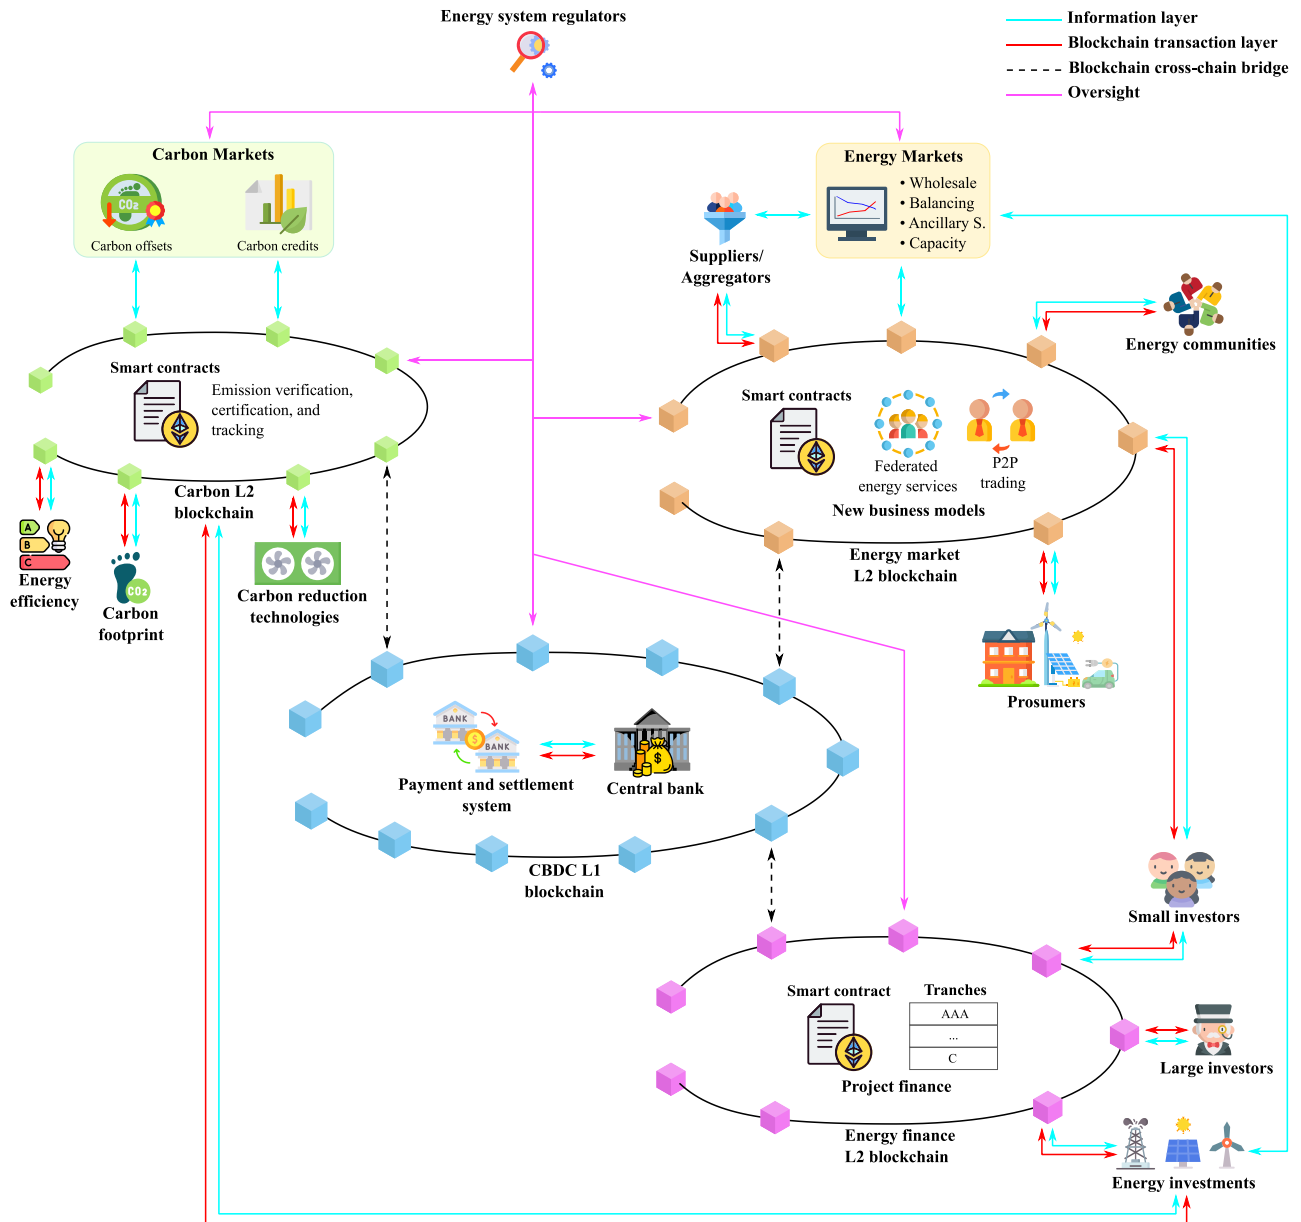 Energy system regulators
Information layer
Blockchain transaction layer
Blockchain cross-chain bridge
Oversight
Carbon Markets
CO2
Carbon offsets
Carbon credits
Energy Markets
• Wholesale
• Balancing
• Ancillary S.
• Capacity
Suppliers/
Aggregators
Energy communities
Smart contracts
Emission verification,
certification, and
tracking
Carbon L2
blockchain
A
B
C
Energy
efficiency
CO2
Carbon
footprint
Carbon reduction
technologies
Smart contracts
Federated
energy services
P2P
trading
New business models
Energy market
L2 blockchain
Prosumers
BANK
$
BANK
Payment and settlement
system
$
Central bank
CBDC L1
blockchain
Small investors
Smart contract
Tranches
AAA
...
C
Project finance
Large investors
Energy finance
L2 blockchain
Energy investments